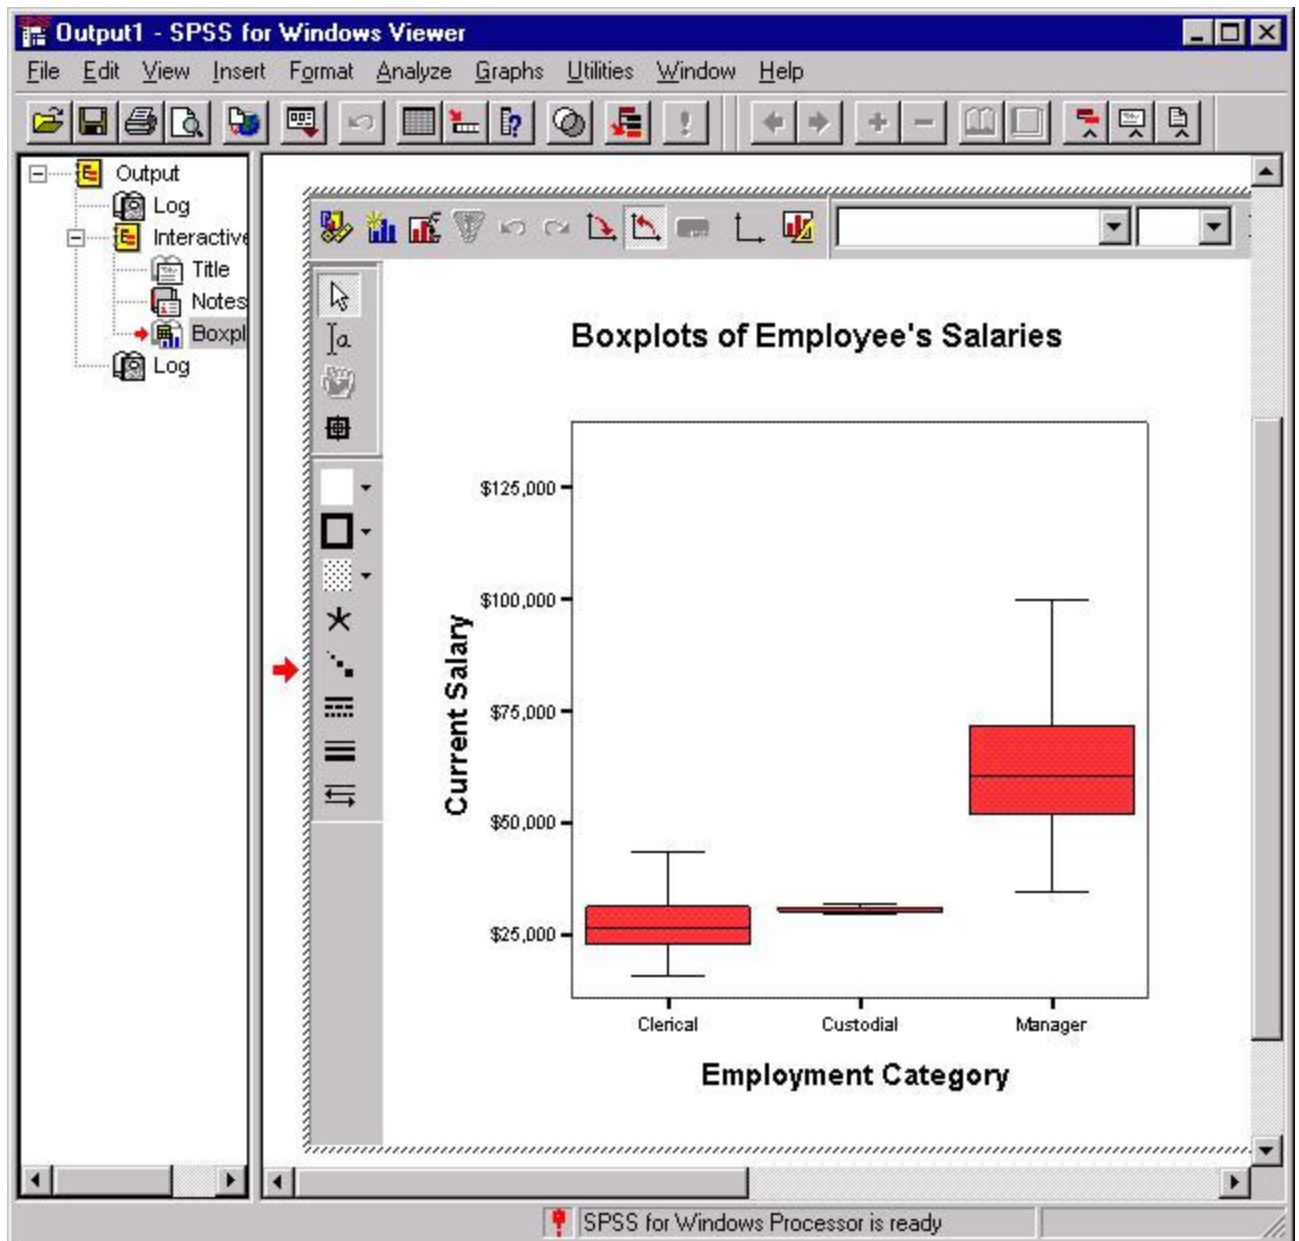 Output1 - SPSS for Windows Viewer
File Edit View Insert Format Analyze Graphs Utilities Window Help
Output
Log
Interactive
Title
Notes
Boxpl
Log
Boxplots of Employee's Salaries
$125,000
$100,000
$75,000
$50,000
$25,000
Current Salary
Clerical Custodial Manager
Employment Category
SPSS for Windows Processor is ready